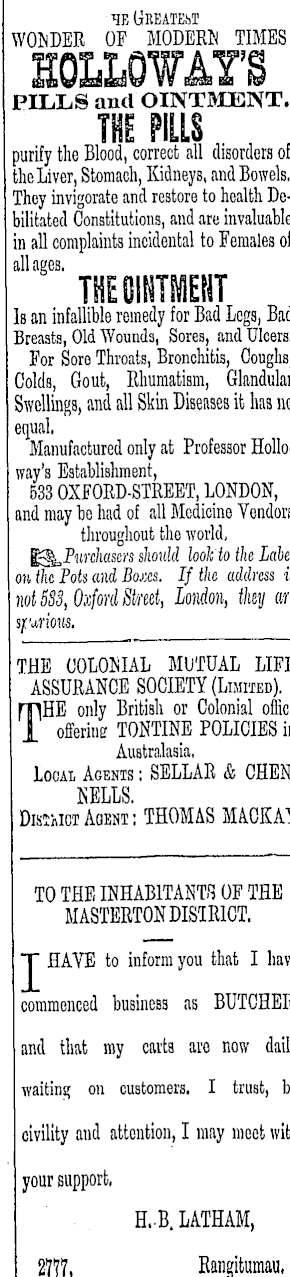 HE GREATEST
WONDER OF MODERN TIMES
HOLLOWAY'S
PILLS and OINTMENT.
THE PILLS
purify the Blood, correct all disorders of
the Liver, Stomach, Kidneys, and Bowels.
They invigorate and restore to health De-
bilitated Constitutions, and are invaluable
in all complaints incidental to Females of
all ages.
THE OINTMENT
Is an infallible remedy for Bad Legs, Bad
Breasts, Old Wounds, Sores, and Ulcers
For Sore Throats, Bronchitis, Coughs
Colds, Gout, Rhumatism, Glandular
Swellings, and all Skin Diseases it has no
equal.
Manufactured only at Professor Hollo-
way's Establishment,
533 OXFORD-STREET, LONDON,
and may be had of all Medicine Vendors
throughout the world.
Purchasers should look to the Labe
on the Pots and Boxes. If the address i
not 533, Oxford Street, London, they ar
spurious.
THE COLONIAL MUTUAL LIFE
ASSURANCE SOCIETY (LIMITED).
THE only British or Colonial office
offering TONTINE POLICIES in
Australasia.
LOCAL AGENTS: SELLAR & CHEN
NELLS.
DISTRICT AGENT: THOMAS MACKAY
TO THE INHABITANTS OF THE
MASTERTON DISTRICT.
I HAVE to inform you that I hav
commenced business as BUTCHER
and that my carts are now dail
waiting on customers. I trust, b
civility and attention, I may meet wit
your support.
H. B. LATHAM,
2777. Rangitumau.